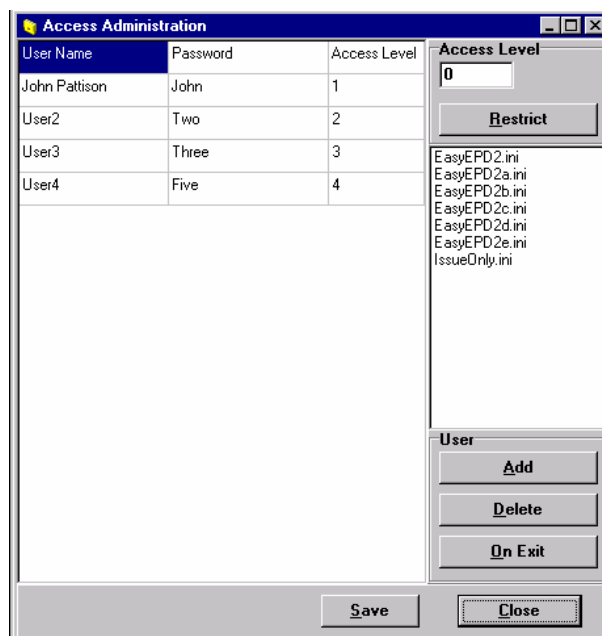 Access Administration
User Name Password Access Level
John Pattison John 1
User2 Two 2
User3 Three 3
User4 Five 4
Access Level
0
Restrict
EasyEPD2.ini
EasyEPD2a.ini
EasyEPD2b.ini
EasyEPD2c.ini
EasyEPD2d.ini
EasyEPD2e.ini
IssueOnly.ini
User
Add
Delete
On Exit
Save Close